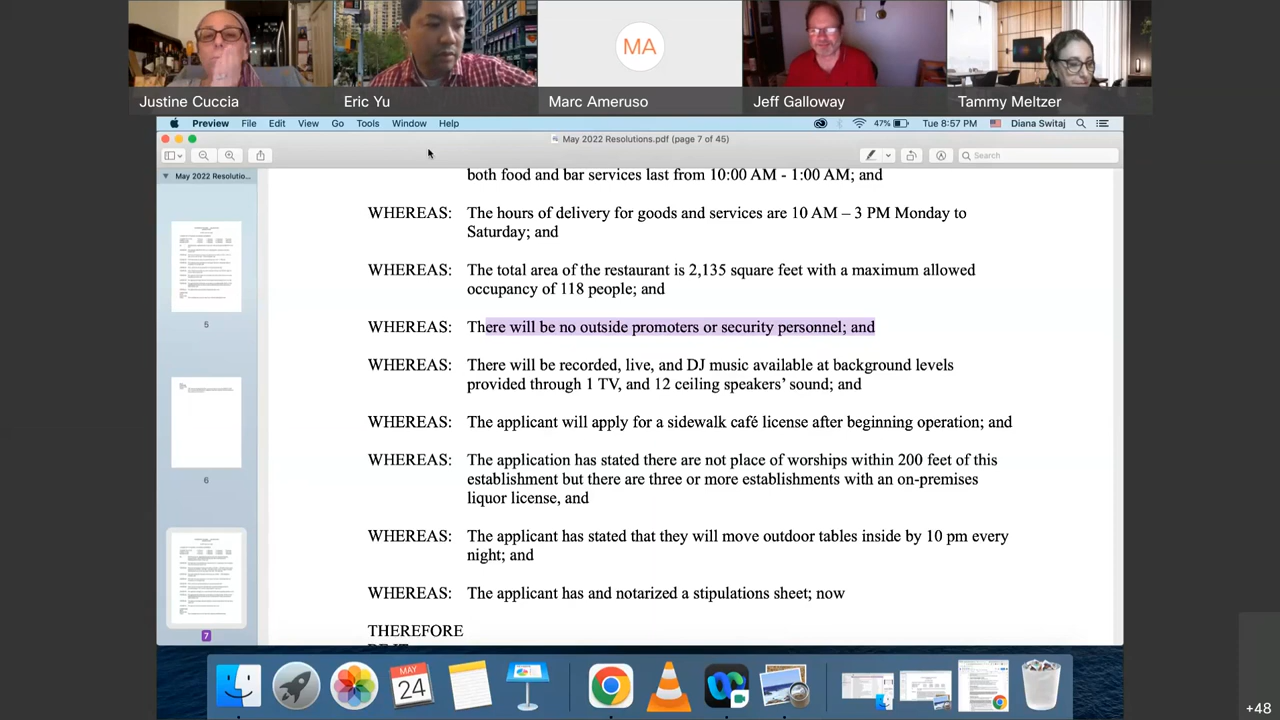 MA
Justine Cuccia
Eric Yu
Marc Ameruso
Jeff Galloway
Tammy Meltzer
Preview File Edit View Go Tools Window Help
47% Tue 8:57 PM Diana Switaj
May 2022 Resolutions.pdf (page 7 of 45)
Search
May 2022 Resolutio...
5
6
7
both food and bar services last from 10:00 AM - 1:00 AM; and
WHEREAS: The hours of delivery for goods and services are 10 AM – 3 PM Monday to
Saturday; and
WHEREAS: The total area of the restaurant is 2,135 square feet with a maximum allowed
occupancy of 118 people; and
WHEREAS: There will be no outside promoters or security personnel; and
WHEREAS: There will be recorded, live, and DJ music available at background levels
provided through 1 TV, and 12 ceiling speakers’ sound; and
WHEREAS: The applicant will apply for a sidewalk café license after beginning operation; and
WHEREAS: The application has stated there are not place of worships within 200 feet of this
establishment but there are three or more establishments with an on-premises
liquor license, and
WHEREAS: The applicant has stated that they will move outdoor tables inside by 10 pm every
night; and
WHEREAS: The applicant has and notarized a stipulations sheet; now
THEREFORE
BE IT
MAY
24
+48